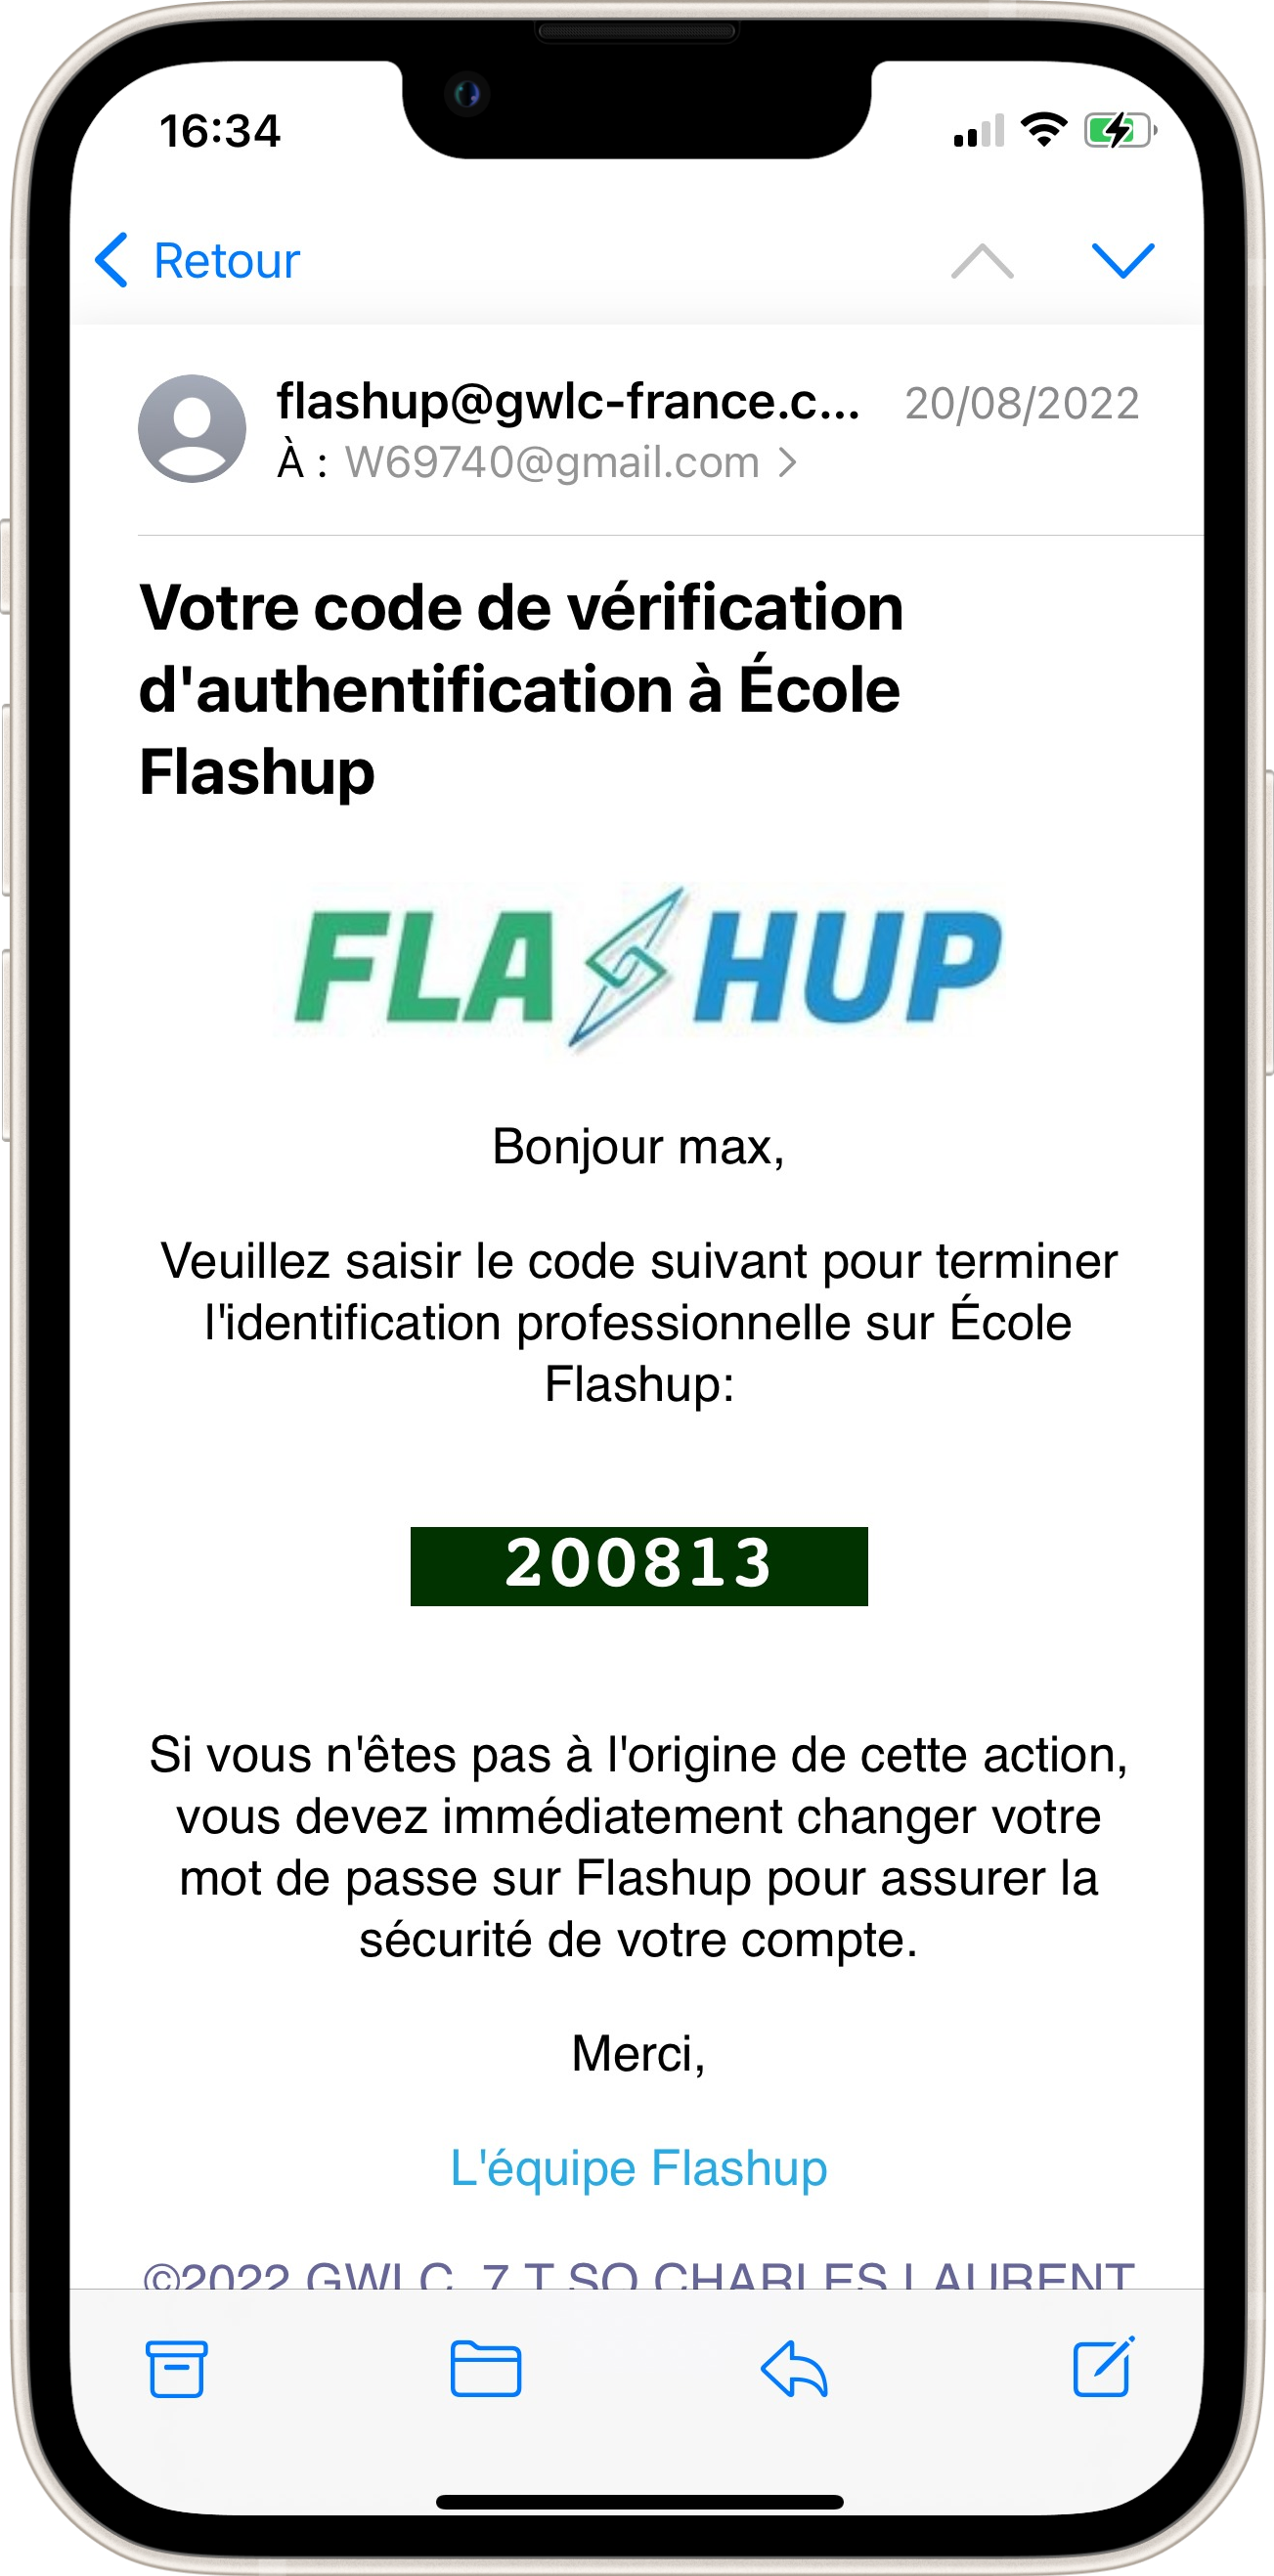 16:34
Retour
flashup@gwlc-france.c... 20/08/2022
À : W69740@gmail.com
Votre code de vérification
d'authentification à École
Flashup
FLASHUP
Bonjour max,
Veuillez saisir le code suivant pour terminer
l'identification professionnelle sur École
Flashup:
200813
Si vous n'êtes pas à l'origine de cette action,
vous devez immédiatement changer votre
mot de passe sur Flashup pour assurer la
sécurité de votre compte.
Merci,
L'équipe Flashup
©2022 GWLC, 7 T SQ CHARLES LAURENT